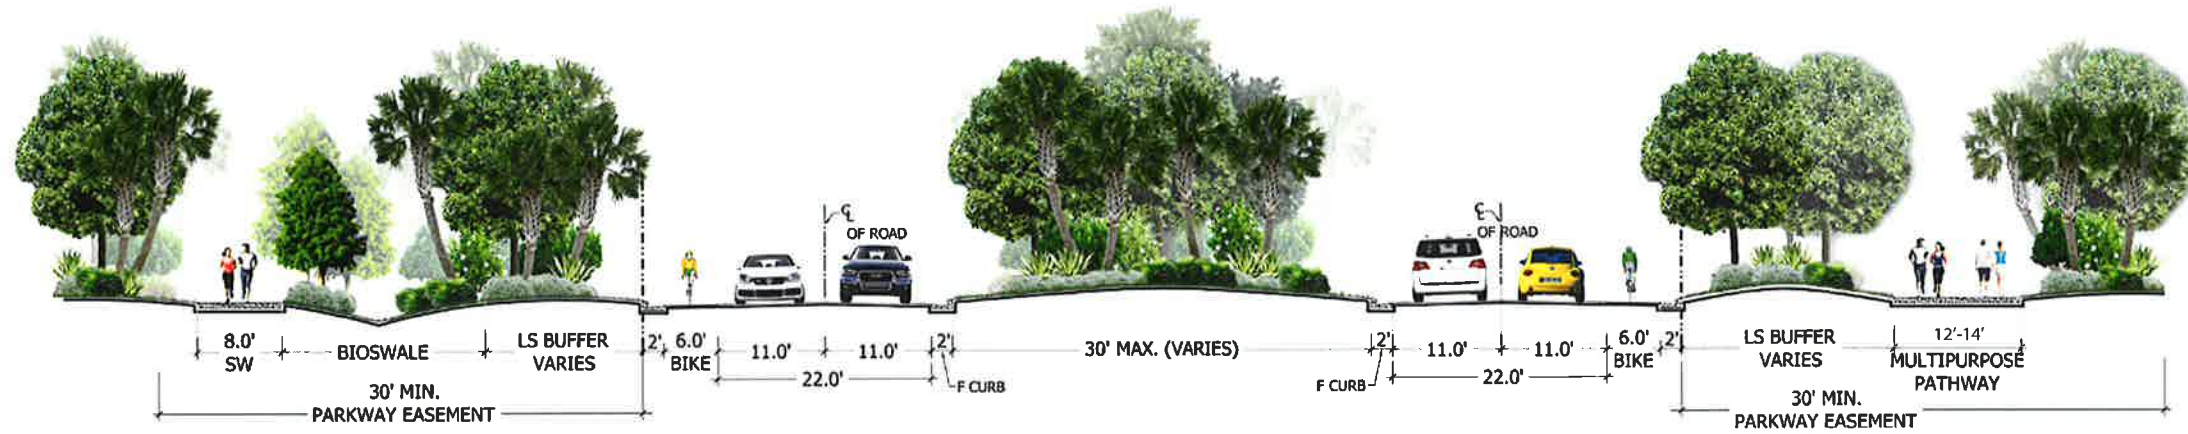 ℄
OF ROAD
℄
OF ROAD
8.0'
SW
BIOSWALE
LS BUFFER
VARIES
2'
6.0'
BIKE
11.0'
11.0'
2'
22.0'
F CURB
30' MIN.
PARKWAY EASEMENT
30' MAX. (VARIES)
2'
F CURB
11.0'
11.0'
22.0'
6.0'
BIKE
2'
LS BUFFER
VARIES
12'-14'
MULTIPURPOSE
PATHWAY
30' MIN.
PARKWAY EASEMENT